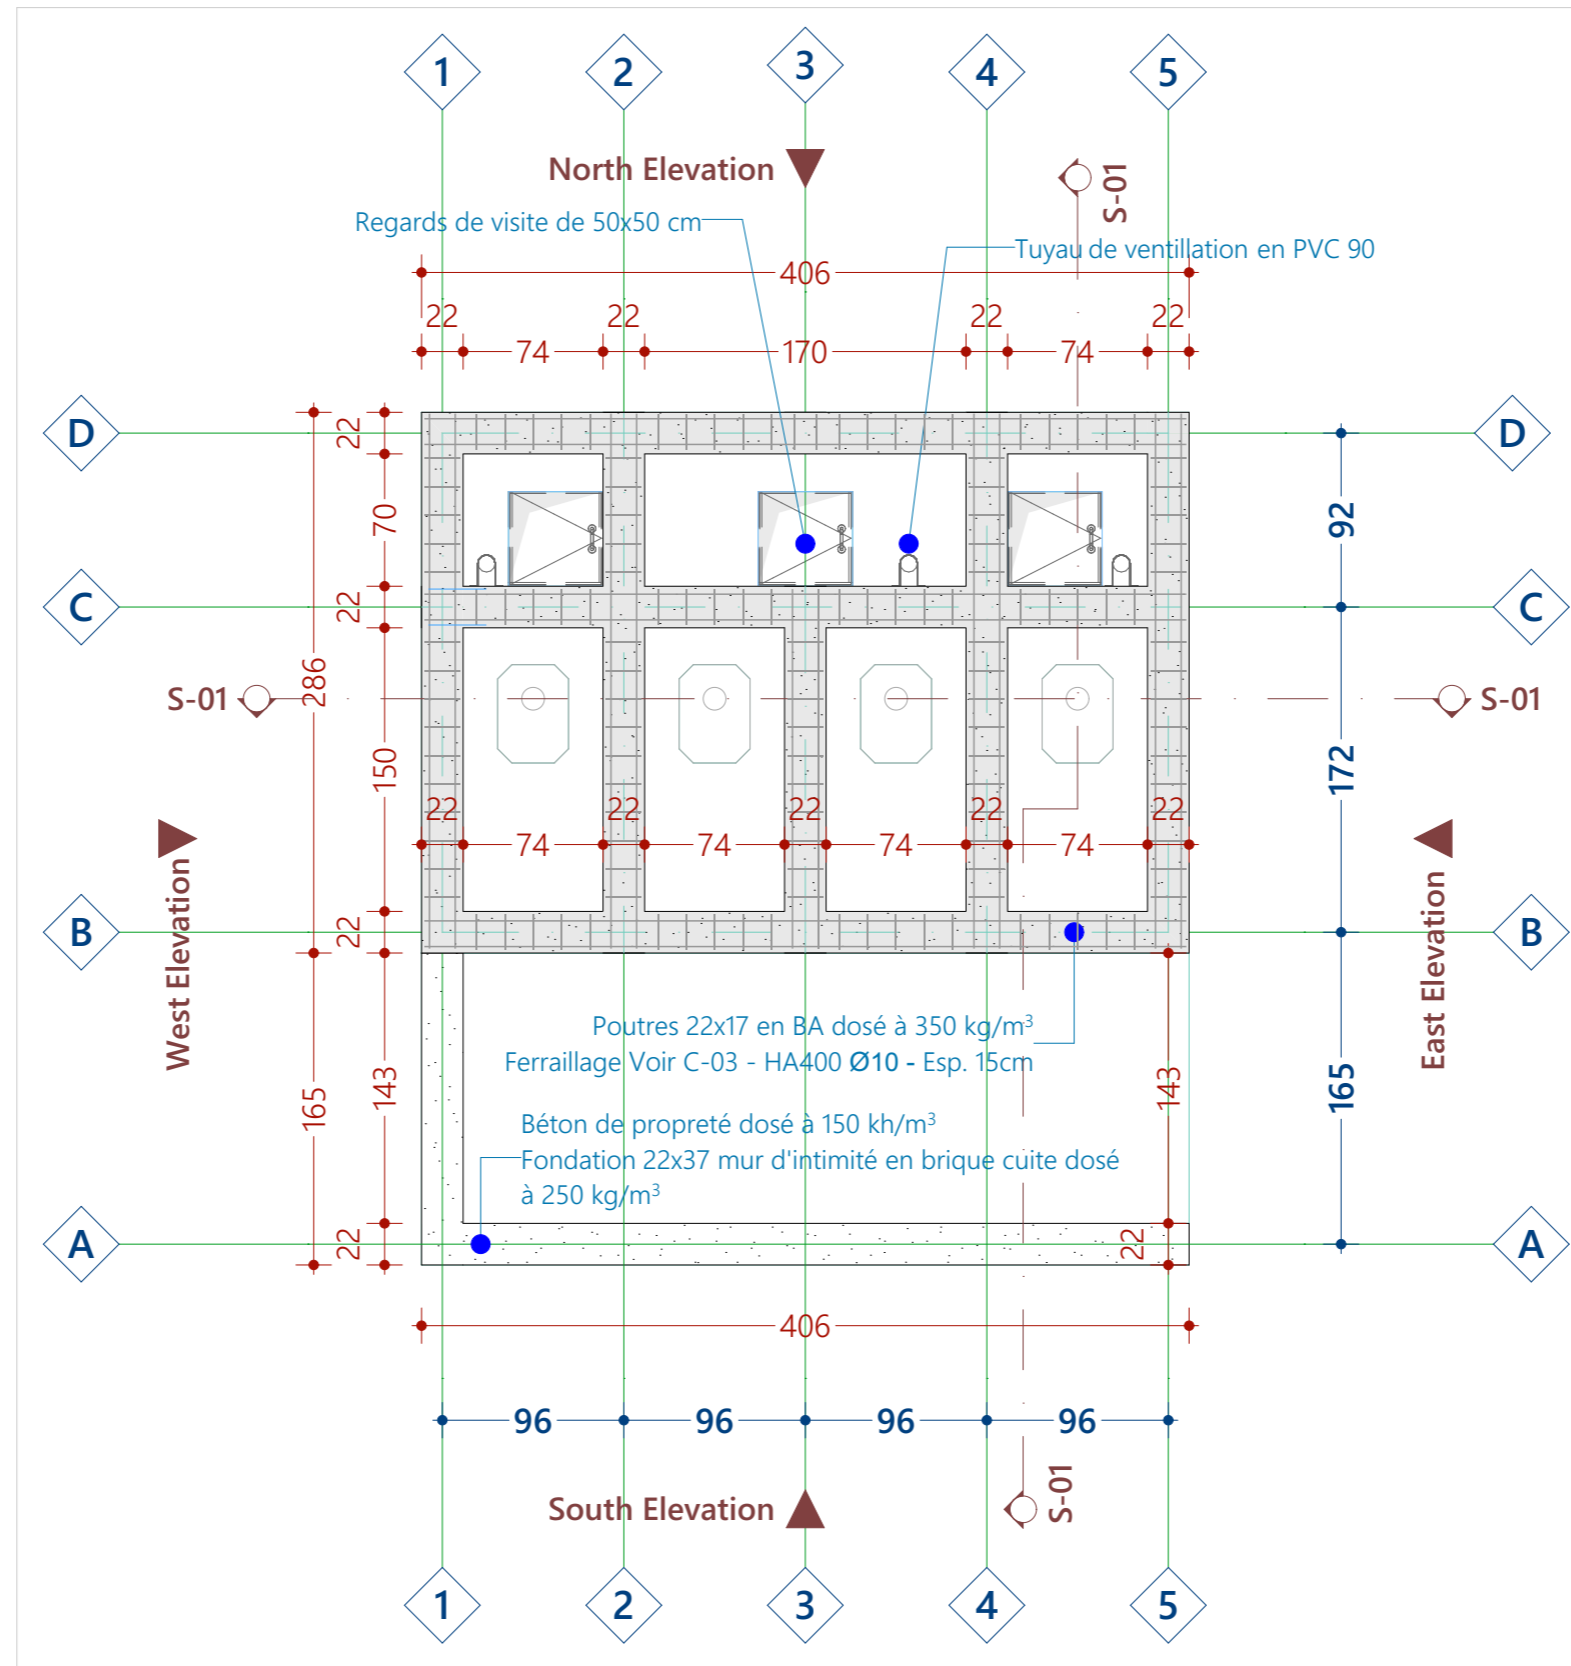 1 2 3 4 5
North Elevation
S-01
Regards de visite de 50x50 cm
Tuyau de ventillation en PVC 90
406
22 22 22 22
74 170 74
D 22 D
70 92
C 22 C
286
S-01 S-01
150 172
22 22 22 22 22
74 74 74 74
West Elevation
East Elevation
B 22 B
Poutres 22x17 en BA dosé à 350 kg/m³
Ferraillage Voir C-03 - HA400 Ø10 - Esp. 15cm
165 143 143 165
Béton de propreté dosé à 150 kh/m³
Fondation 22x37 mur d'intimité en brique cuite dosé
à 250 kg/m³
A 22 22 A
406
96 96 96 96
South Elevation
S-01
1 2 3 4 5